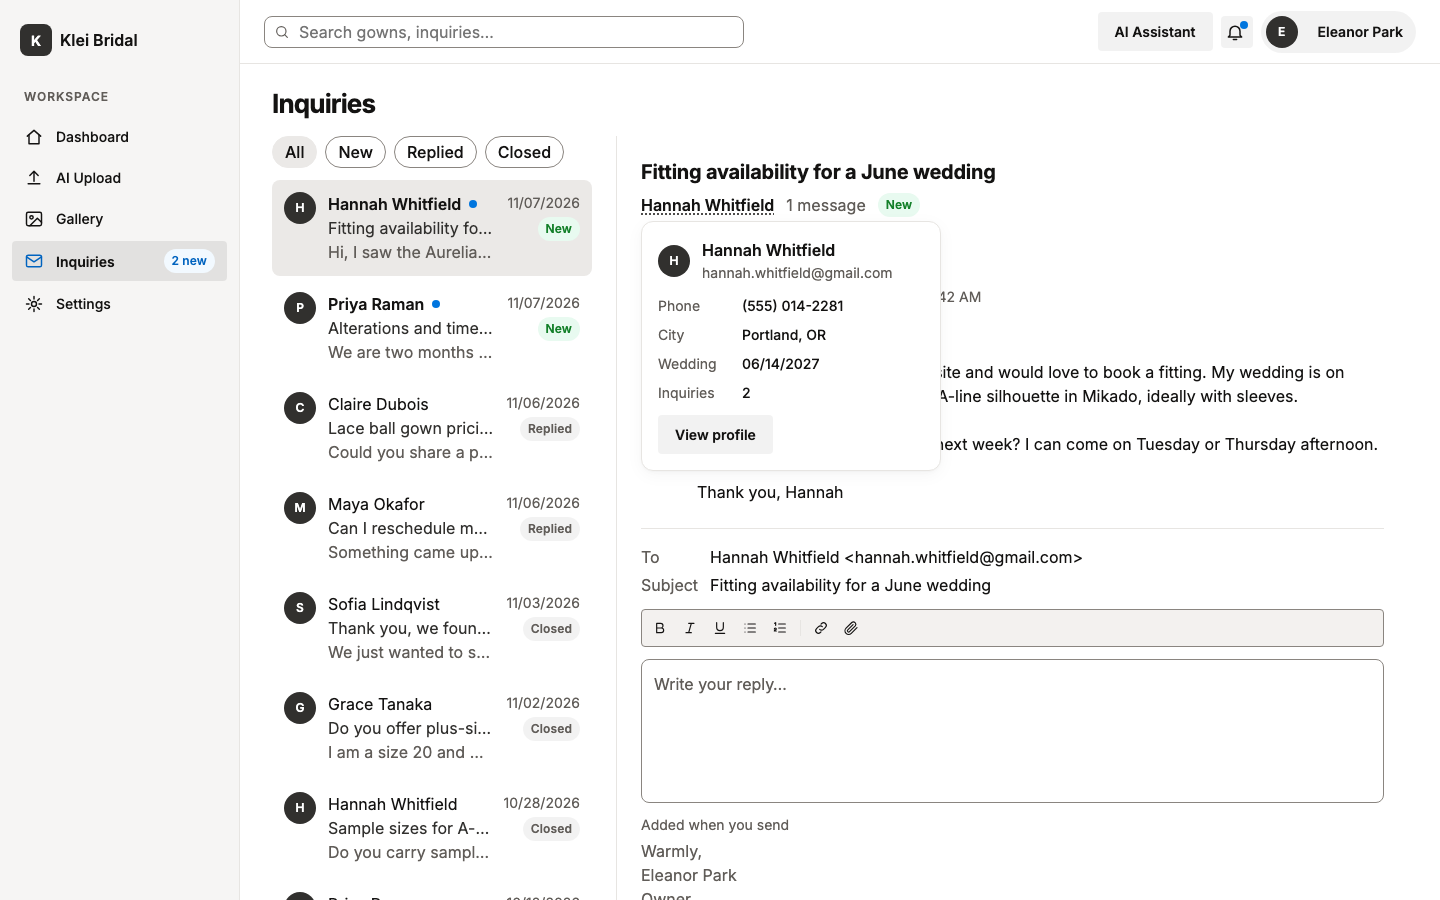 K Klei Bridal
WORKSPACE
Dashboard
AI Upload
Gallery
Inquiries 2 new
Settings
Search gowns, inquiries...
AI Assistant
E Eleanor Park
Inquiries
All New Replied Closed
H Hannah Whitfield 11/07/2026
Fitting availability fo... New
Hi, I saw the Aurelia...
P Priya Raman 11/07/2026
Alterations and time... New
We are two months ...
C Claire Dubois 11/06/2026
Lace ball gown prici... Replied
Could you share a p...
M Maya Okafor 11/06/2026
Can I reschedule m... Replied
Something came up...
S Sofia Lindqvist 11/03/2026
Thank you, we foun... Closed
We just wanted to s...
G Grace Tanaka 11/02/2026
Do you offer plus-si... Closed
I am a size 20 and ...
H Hannah Whitfield 10/28/2026
Sample sizes for A-... Closed
Do you carry sampl...
Fitting availability for a June wedding
Hannah Whitfield 1 message New
H Hannah Whitfield
hannah.whitfield@gmail.com
Phone (555) 014-2281
City Portland, OR
Wedding 06/14/2027
Inquiries 2
View profile
42 AM
site and would love to book a fitting. My wedding is on
A-line silhouette in Mikado, ideally with sleeves.
next week? I can come on Tuesday or Thursday afternoon.
Thank you, Hannah
To Hannah Whitfield <hannah.whitfield@gmail.com>
Subject Fitting availability for a June wedding
B I U
Write your reply...
Added when you send
Warmly,
Eleanor Park
Owner